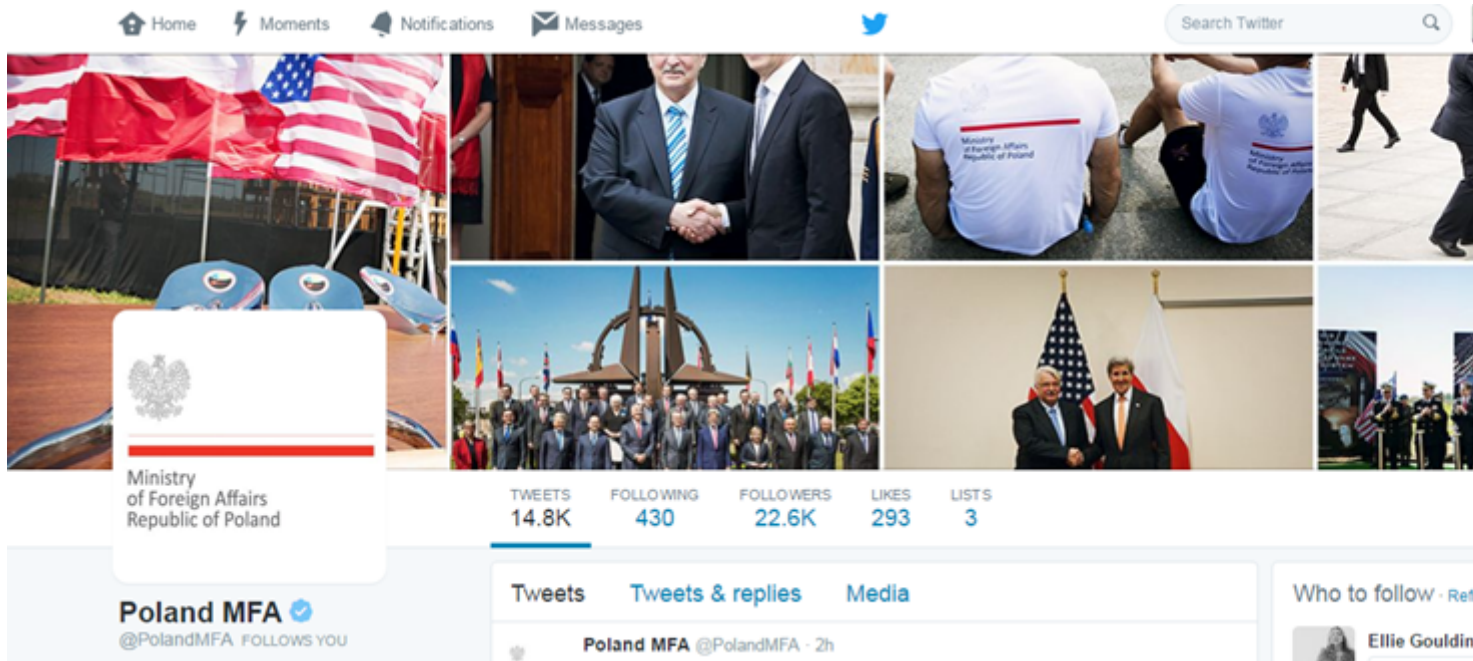 Home Moments Notifications Messages Search Twitter
Ministry
of Foreign Affairs
Republic of Poland
Ministry
of Foreign Affairs
Republic of Poland
Ministry
of Foreign Affairs
Republic of Poland
TWEETS FOLLOWING FOLLOWERS LIKES LISTS
14.8K 430 22.6K 293 3
Poland MFA
@PolandMFA FOLLOWS YOU
Tweets Tweets & replies Media
Poland MFA @PolandMFA · 2h
Who to follow · Ref
Ellie Gouldin